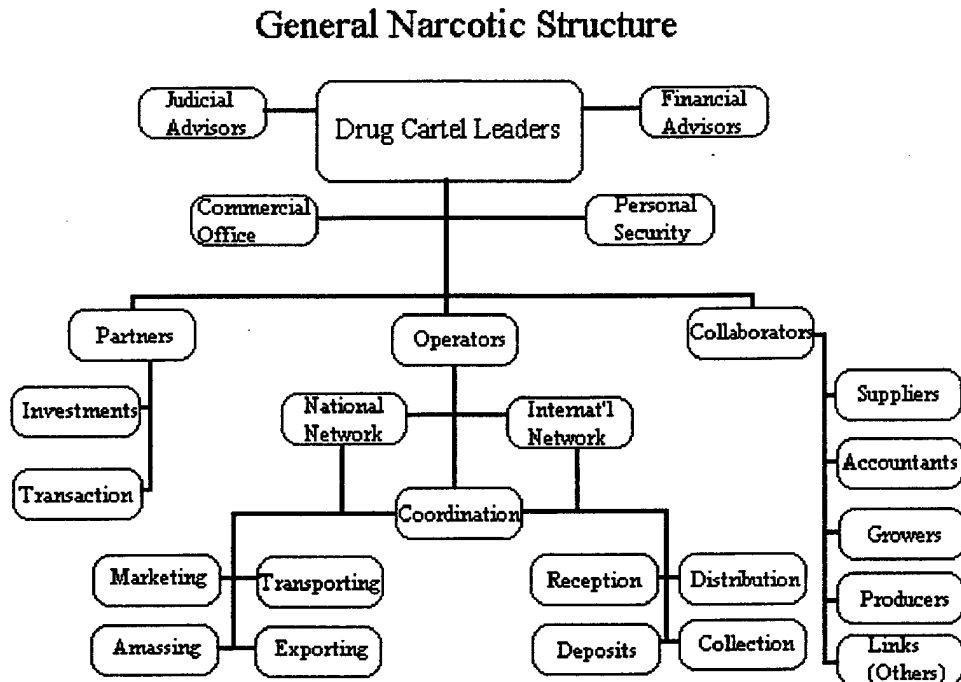 General Narcotic Structure
Judicial
Advisors
Drug Cartel Leaders
Financial
Advisors
Commercial
Office
Personal
Security
Partners
Operators
Collaborators
Investments
Transaction
National
Network
Internat'l
Network
Coordination
Marketing
Transporting
Amassing
Exporting
Reception
Distribution
Deposits
Collection
Suppliers
Accountants
Growers
Producers
Links
(Others)